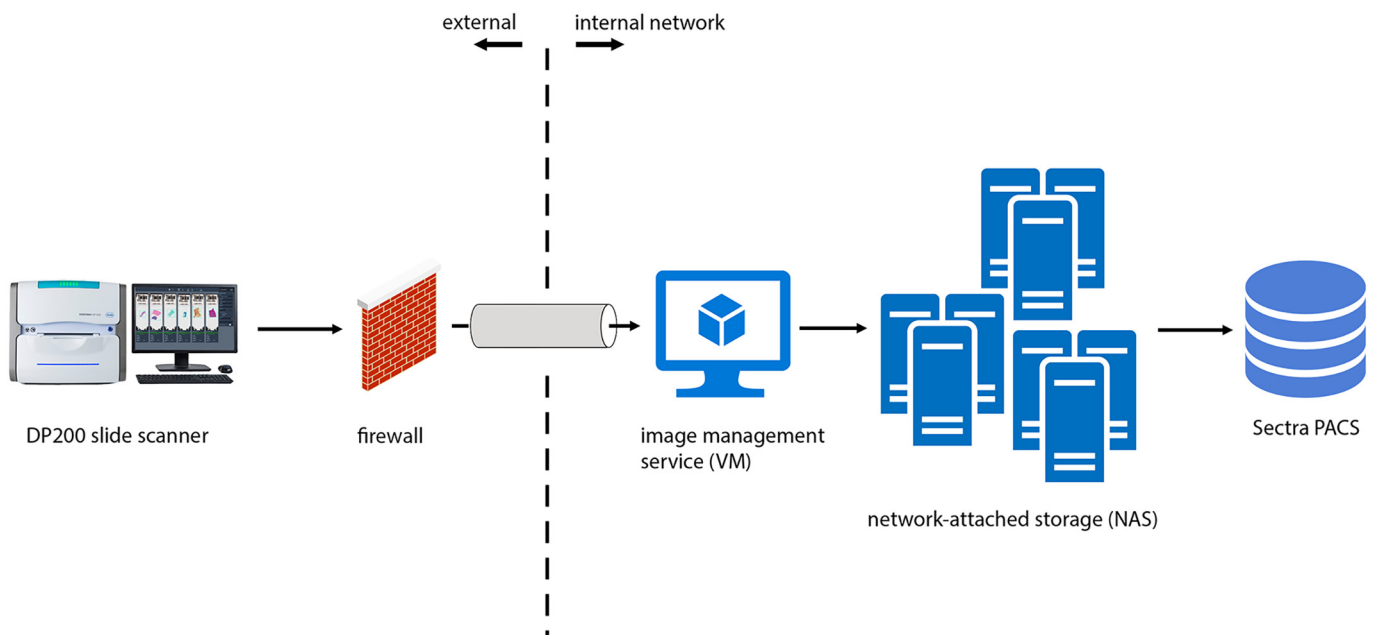 external
internal network
DP200 slide scanner
firewall
image management
service (VM)
network-attached storage (NAS)
Sectra PACS